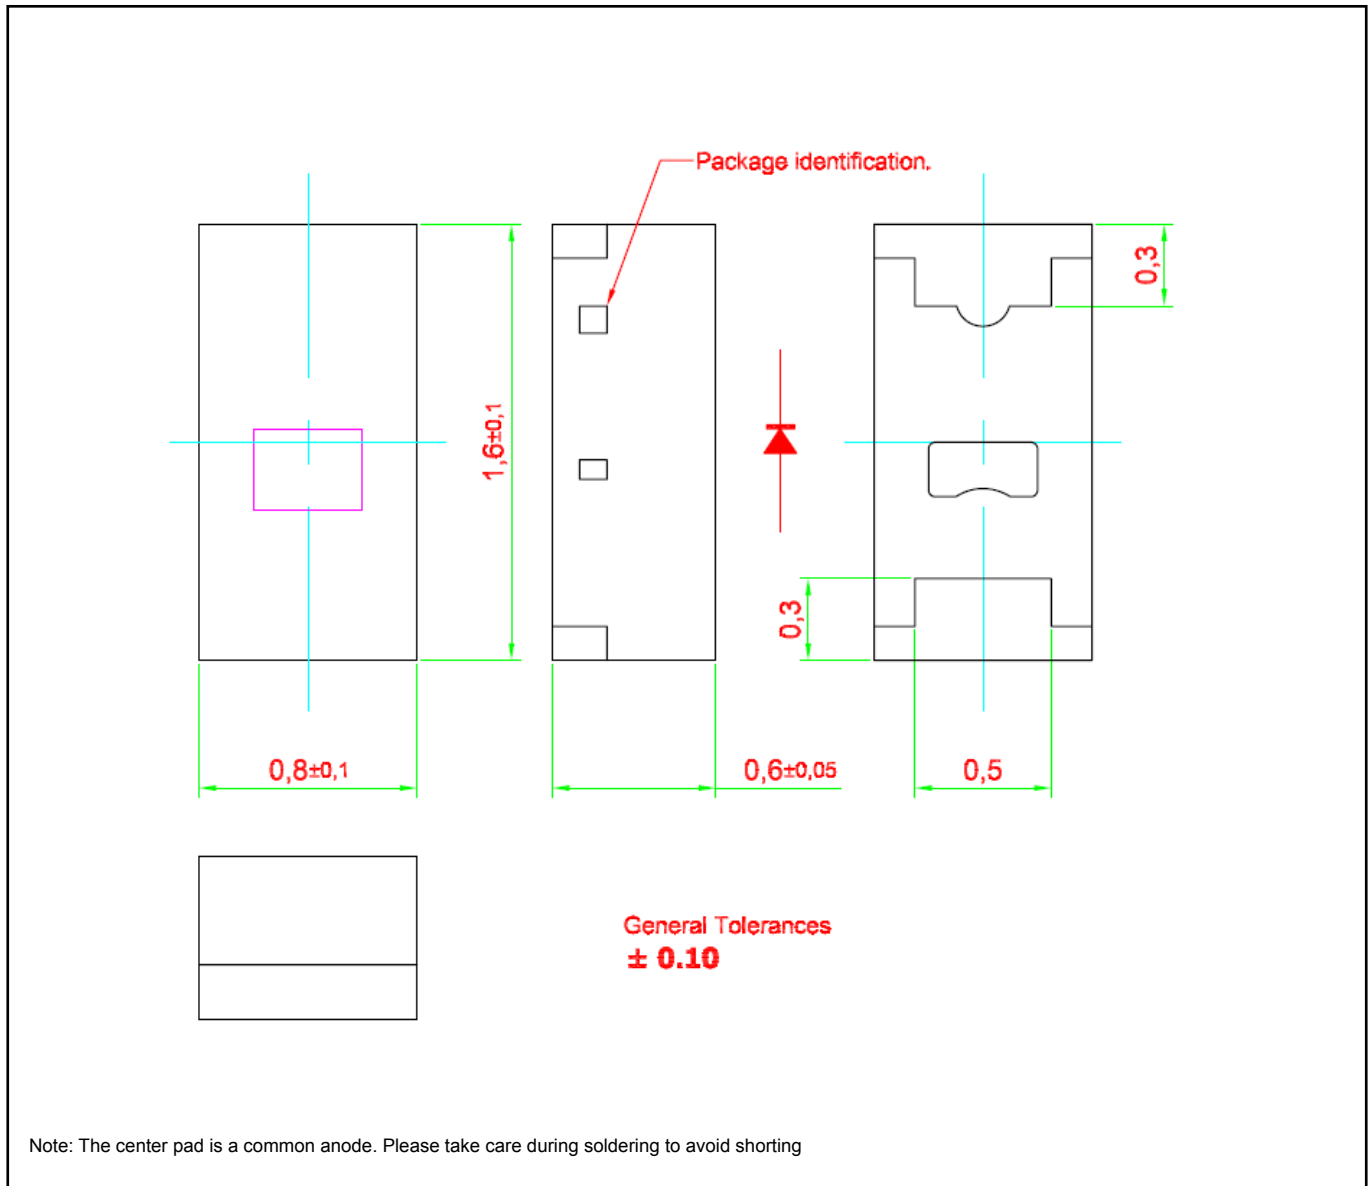 Package identification.
0,3
1,6±0,1
0,3
0,8±0,1
0,6±0,05
0,5
General Tolerances
± 0.10
Note: The center pad is a common anode. Please take care during soldering to avoid shorting